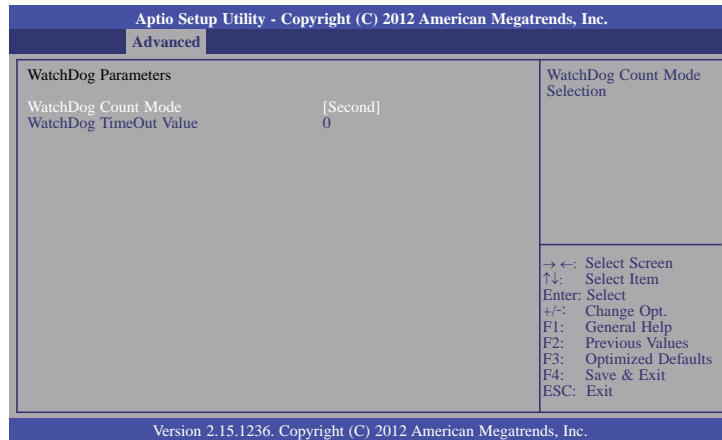 Aptio Setup Utility - Copyright (C) 2012 American Megatrends, Inc.
Advanced
WatchDog Parameters
WatchDog Count Mode [Second]
WatchDog TimeOut Value 0
WatchDog Count Mode
Selection
→ ←: Select Screen
↑↓: Select Item
Enter: Select
+/-: Change Opt.
F1: General Help
F2: Previous Values
F3: Optimized Defaults
F4: Save & Exit
ESC: Exit
Version 2.15.1236. Copyright (C) 2012 American Megatrends, Inc.